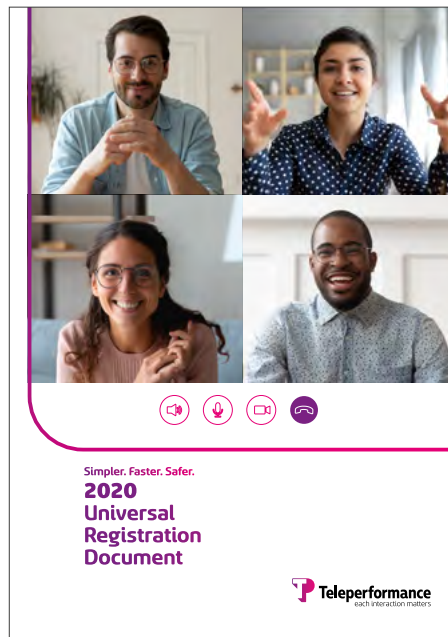 Simpler. Faster. Safer.
2020
Universal
Registration
Document
Teleperformance
each interaction matters